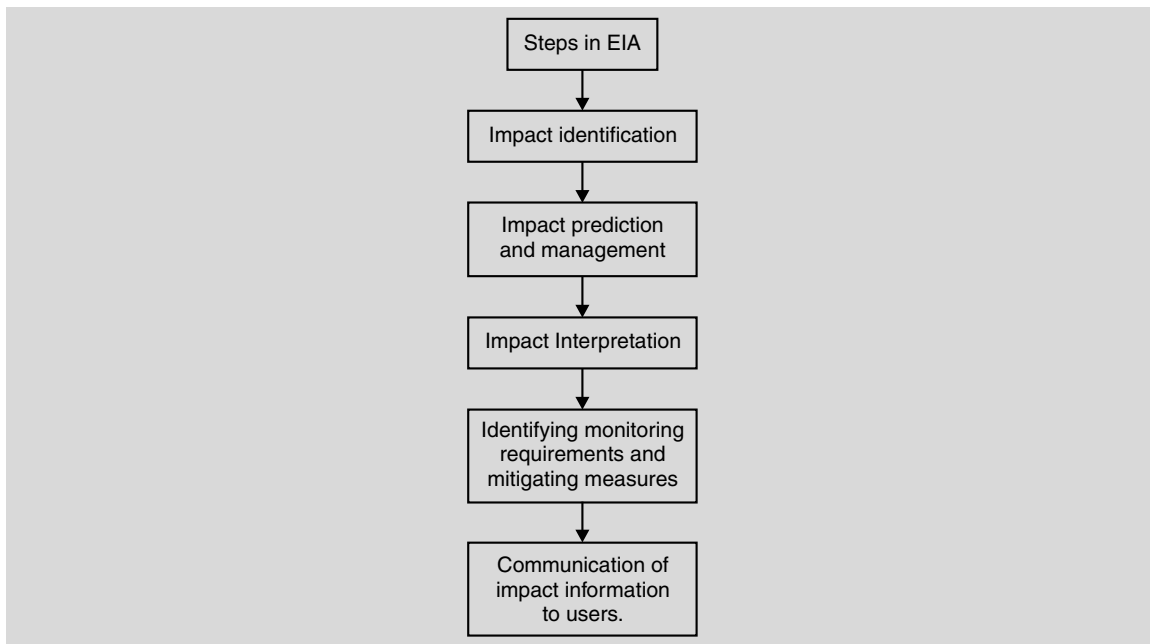 Steps in EIA
Impact identification
Impact prediction
and management
Impact Interpretation
Identifying monitoring
requirements and
mitigating measures
Communication of
impact information
to users.